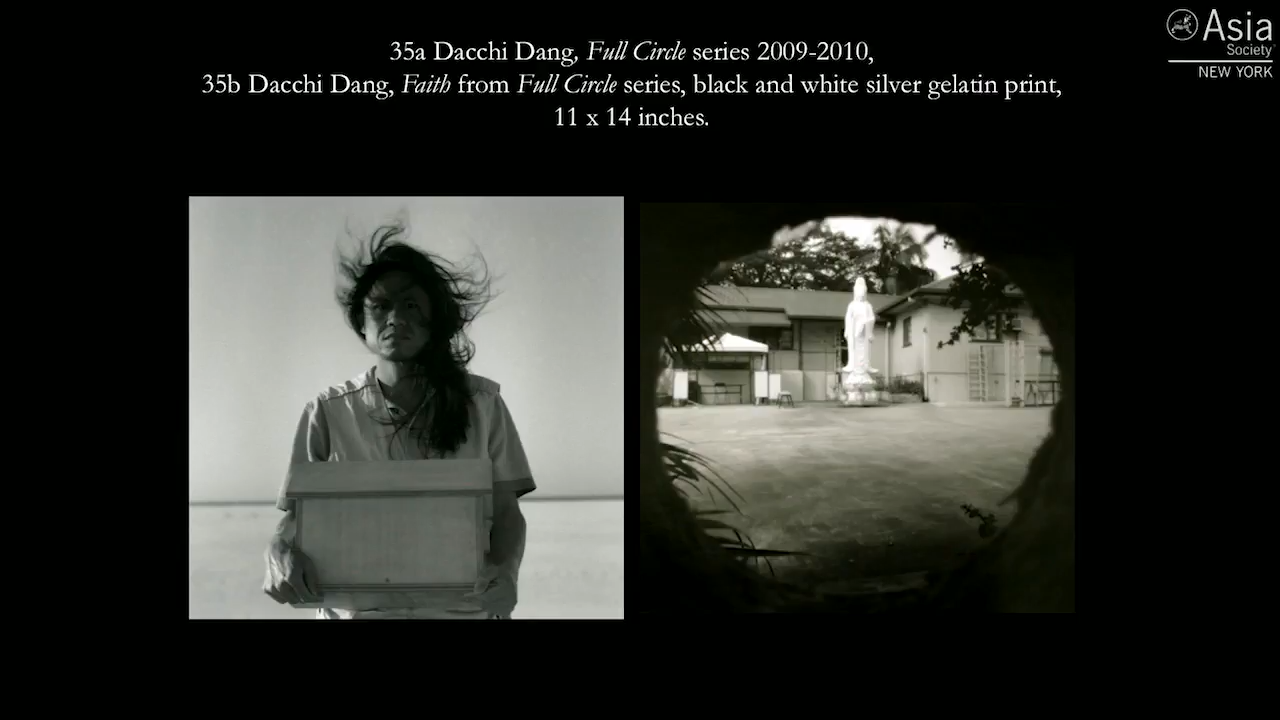 35a Dacchi Dang, Full Circle series 2009-2010,
35b Dacchi Dang, Faith from Full Circle series, black and white silver gelatin print,
11 x 14 inches.
Asia
Society
NEW YORK